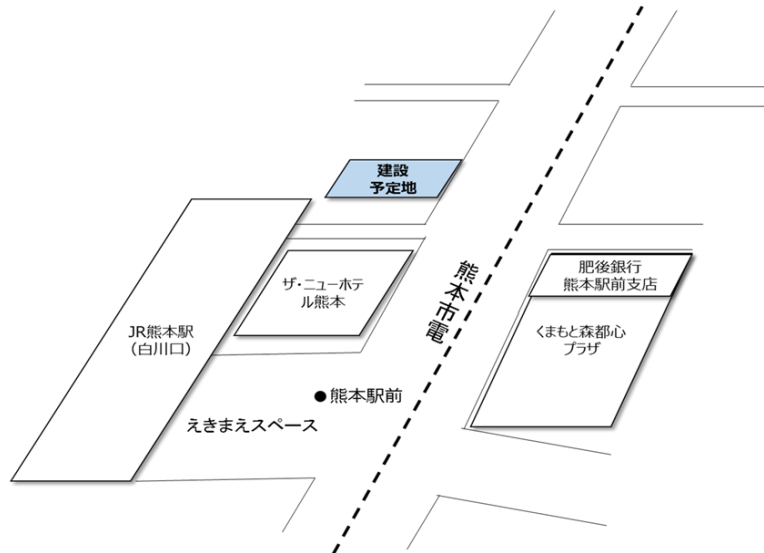 建設
予定地
ザ・ニューホテ
ル熊本
JR熊本駅
（白川口）
熊本市電
肥後銀行
熊本駅前支店
くまもと森都心
プラザ
●熊本駅前
えきまえスペース